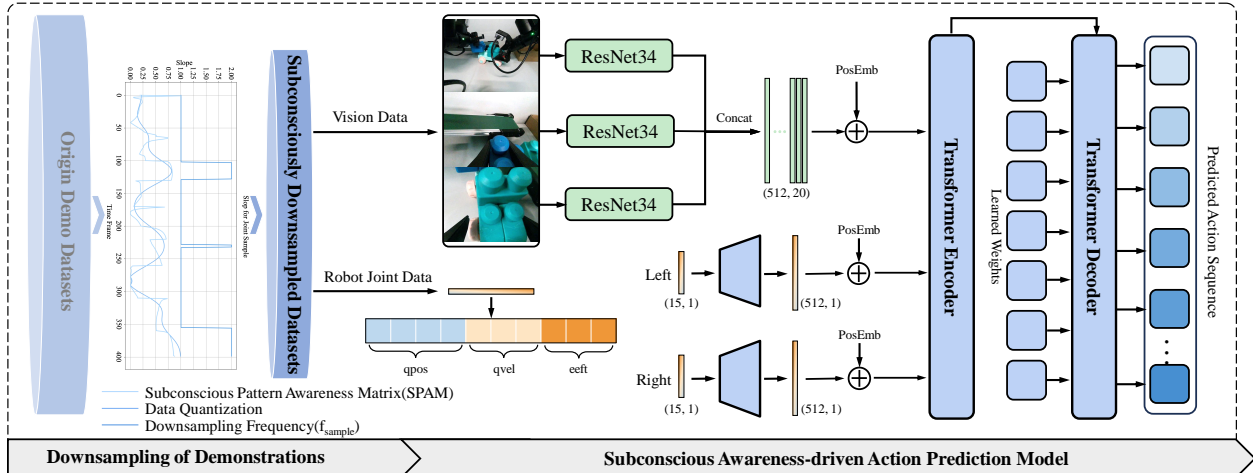 Origin Demo Datasets
Slope
0.00
0.25
0.50
0.75
1.00
1.25
1.50
1.75
2.00
0
50
100
150
200
250
300
350
400
Time Frame
Step for Joint Sample
Subconscious Pattern Awareness Matrix(SPAM)
Data Quantization
Downsampling Frequency(f_sample)
Subconsciously Downsampled Datasets
Vision Data
Robot Joint Data
qpos
qvel
eeft
ResNet34
ResNet34
ResNet34
Concat
...
(512, 20)
PosEmb
Left
(15, 1)
(512, 1)
PosEmb
Right
(15, 1)
(512, 1)
PosEmb
Transformer Encoder
Learned Weights
Transformer Decoder
Predicted Action Sequence
Downsampling of Demonstrations
Subconscious Awareness-driven Action Prediction Model